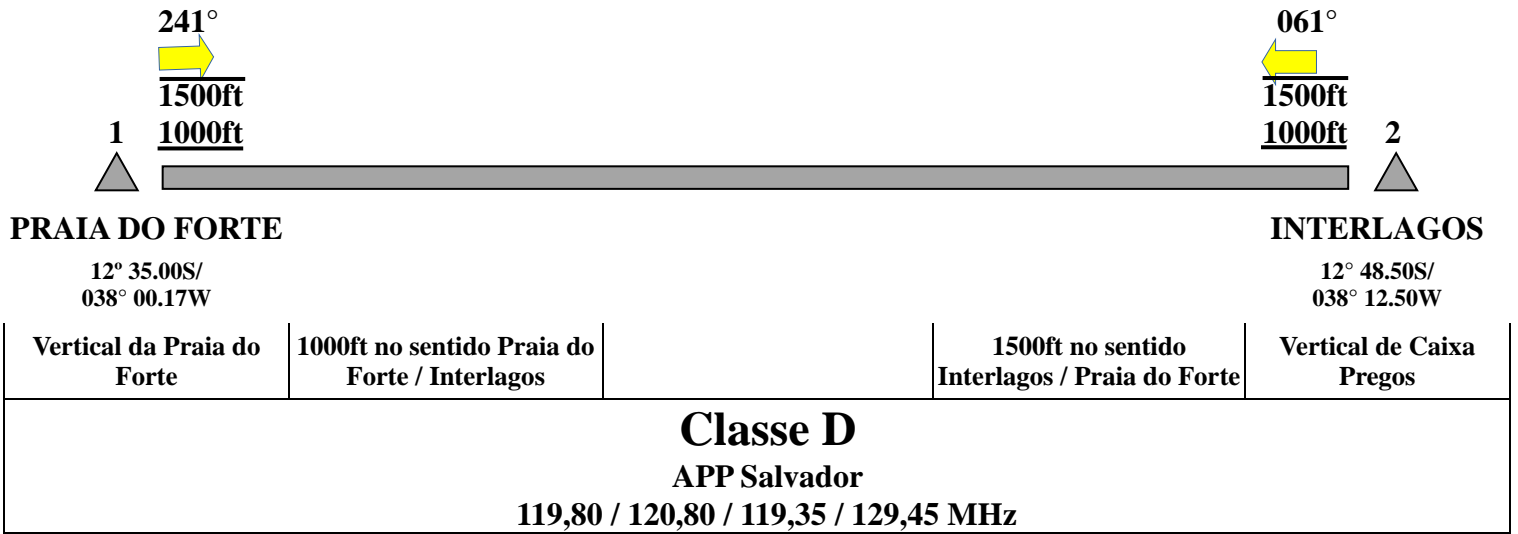 241°
061°
1500ft
1000ft
1500ft
1000ft
1
2
PRAIA DO FORTE
INTERLAGOS
12º 35.00S/
038° 00.17W
12° 48.50S/
038° 12.50W
Vertical da Praia do
Forte
1000ft no sentido Praia do
Forte / Interlagos
1500ft no sentido
Interlagos / Praia do Forte
Vertical de Caixa
Pregos
Classe D
APP Salvador
119,80 / 120,80 / 119,35 / 129,45 MHz